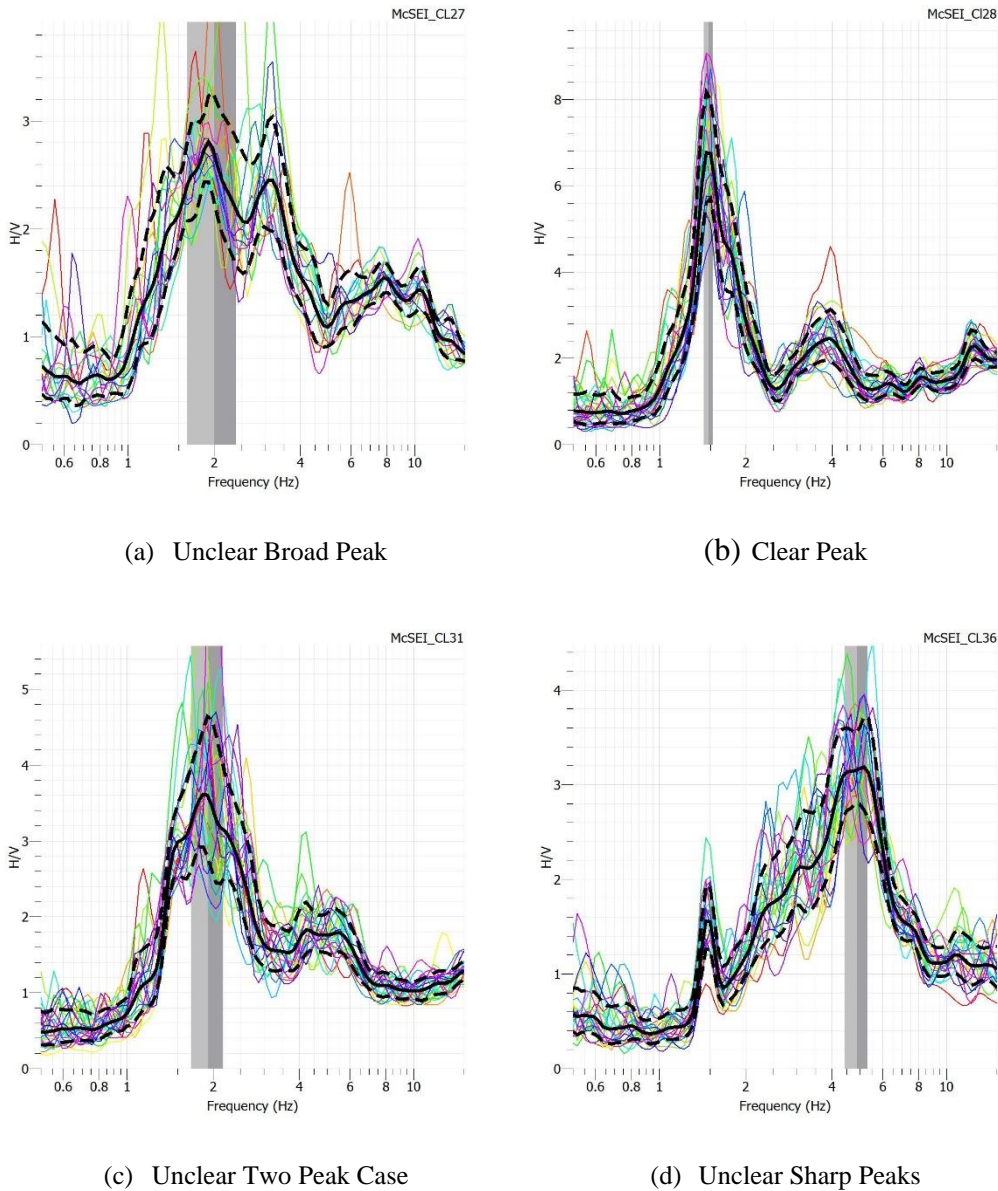 McSEI_CL27
3
2
1
0
H/V
0.6 0.8 1 2 4 6 8 10
Frequency (Hz)
(a) Unclear Broad Peak
McSEI_Cl28
8
6
4
2
0
H/V
0.6 0.8 1 2 4 6 8 10
Frequency (Hz)
(b) Clear Peak
McSEI_CL31
5
4
3
2
1
0
H/V
0.6 0.8 1 2 4 6 8 10
Frequency (Hz)
(c) Unclear Two Peak Case
McSEI_CL36
4
3
2
1
0
H/V
0.6 0.8 1 2 4 6 8 10
Frequency (Hz)
(d) Unclear Sharp Peaks